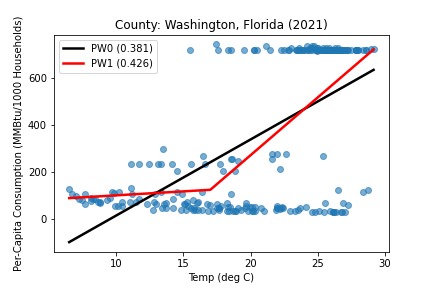 County: Washington, Florida (2021)
PW0 (0.381)
PW1 (0.426)
Per-Capita Consumption (MMBtu/1000 Households)
600
400
200
0
10
15
20
25
30
Temp (deg C)